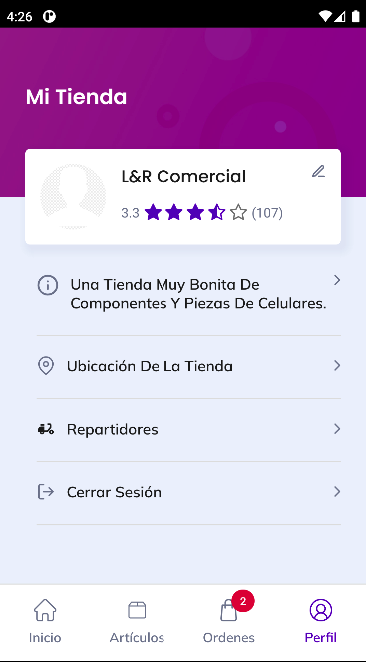 4:26
Mi Tienda
L&R Comercial
3.3 (107)
Una Tienda Muy Bonita De
Componentes Y Piezas De Celulares.
Ubicación De La Tienda
Repartidores
Cerrar Sesión
2
Inicio Artículos Ordenes Perfil